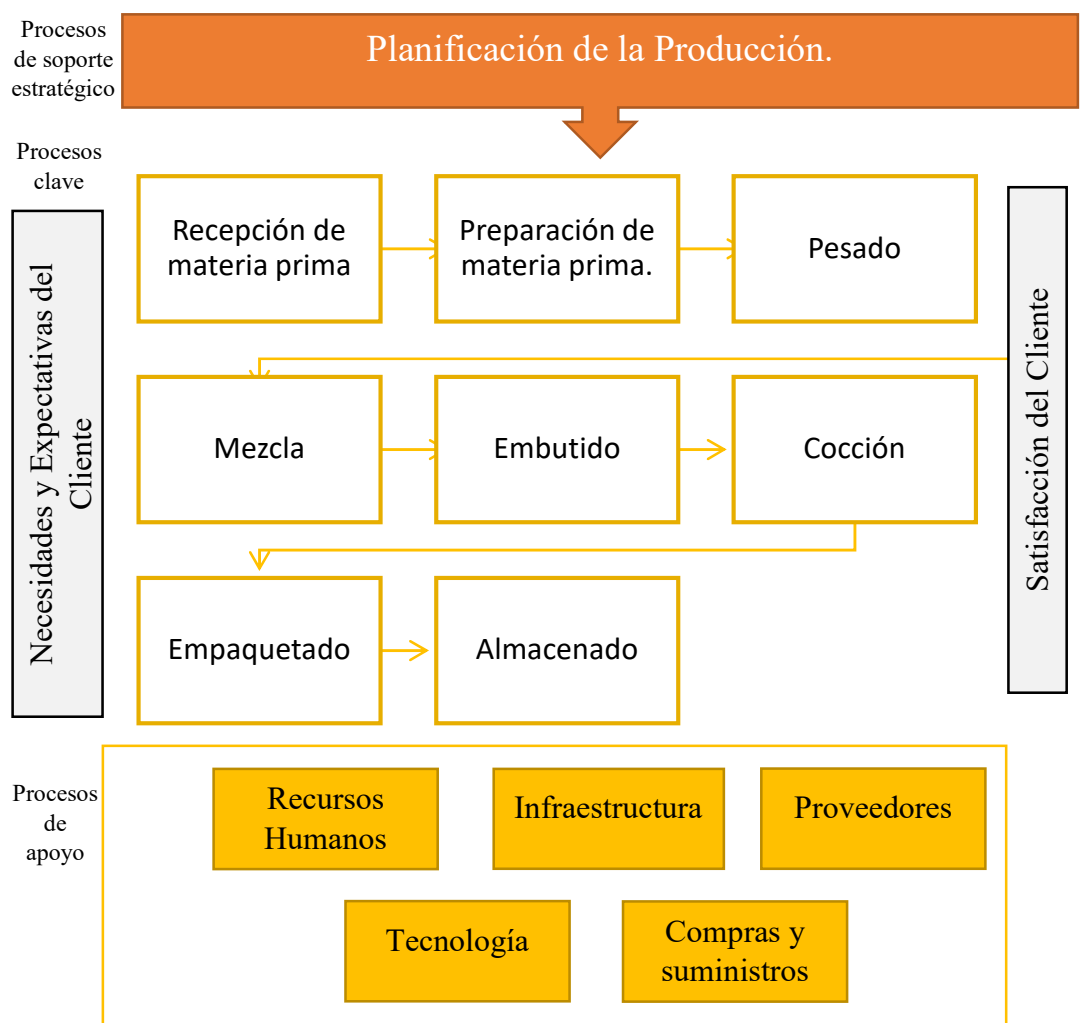 Procesos
de soporte
estratégico
Planificación de la Producción.
Procesos
clave
Necesidades y Expectativas del
Cliente
Recepción de
materia prima
Preparación de
materia prima.
Pesado
Mezcla
Embutido
Cocción
Empaquetado
Almacenado
Satisfacción del Cliente
Procesos
de
apoyo
Recursos
Humanos
Infraestructura
Proveedores
Tecnología
Compras y
suministros